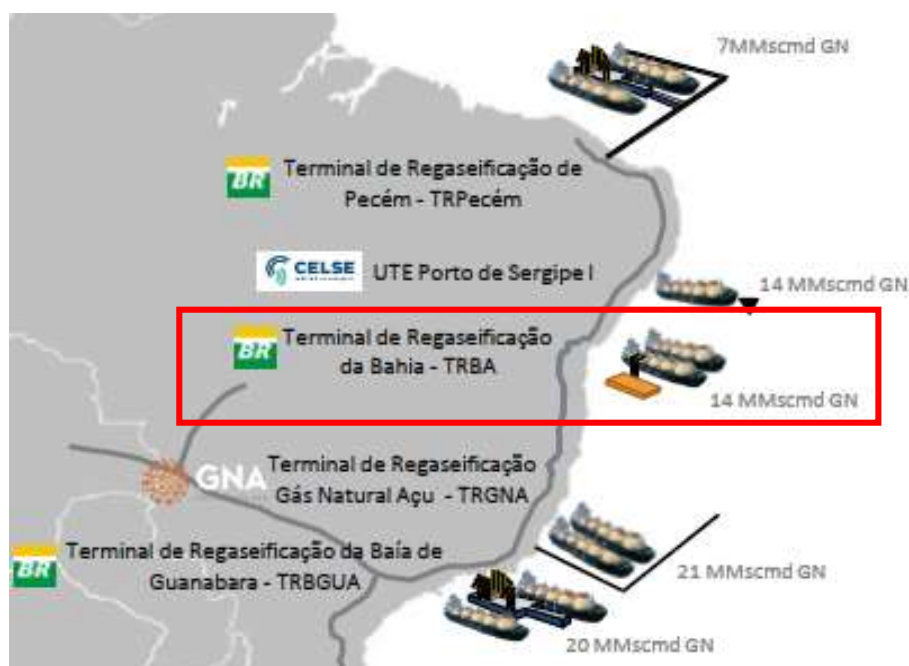 7MMscmd GN
BR
Terminal de Regaseificação de
Pecém - TRPecém
CELSE
UTE Porto de Sergipe I
14 MMscmd GN
BR
Terminal de Regaseificação
da Bahia - TRBA
14 MMscmd GN
GNA
Terminal de Regaseificação
Gás Natural Açu - TRGNA
BR
Terminal de Regaseificação da Baía de
Guanabara - TRBGUA
21 MMscmd GN
20 MMscmd GN